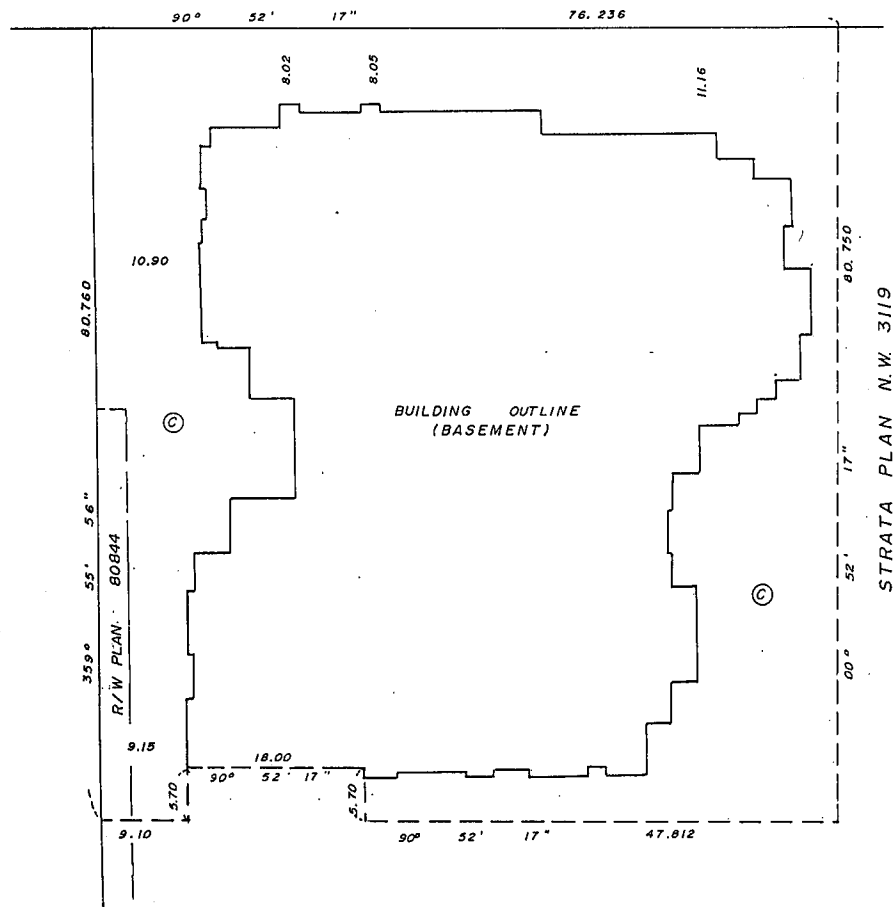 90° 52' 17" 76.236
8.02
8.05
11.16
10.90
80.760
80.750
STRATA PLAN N.W. 3119
BUILDING OUTLINE
(BASEMENT)
C
359° 55' 56"
R/W PLAN 80844
C
00° 52' 17"
9.15
18.00
90° 52' 17"
5.70
5.70
9.10
90° 52' 17" 47.812